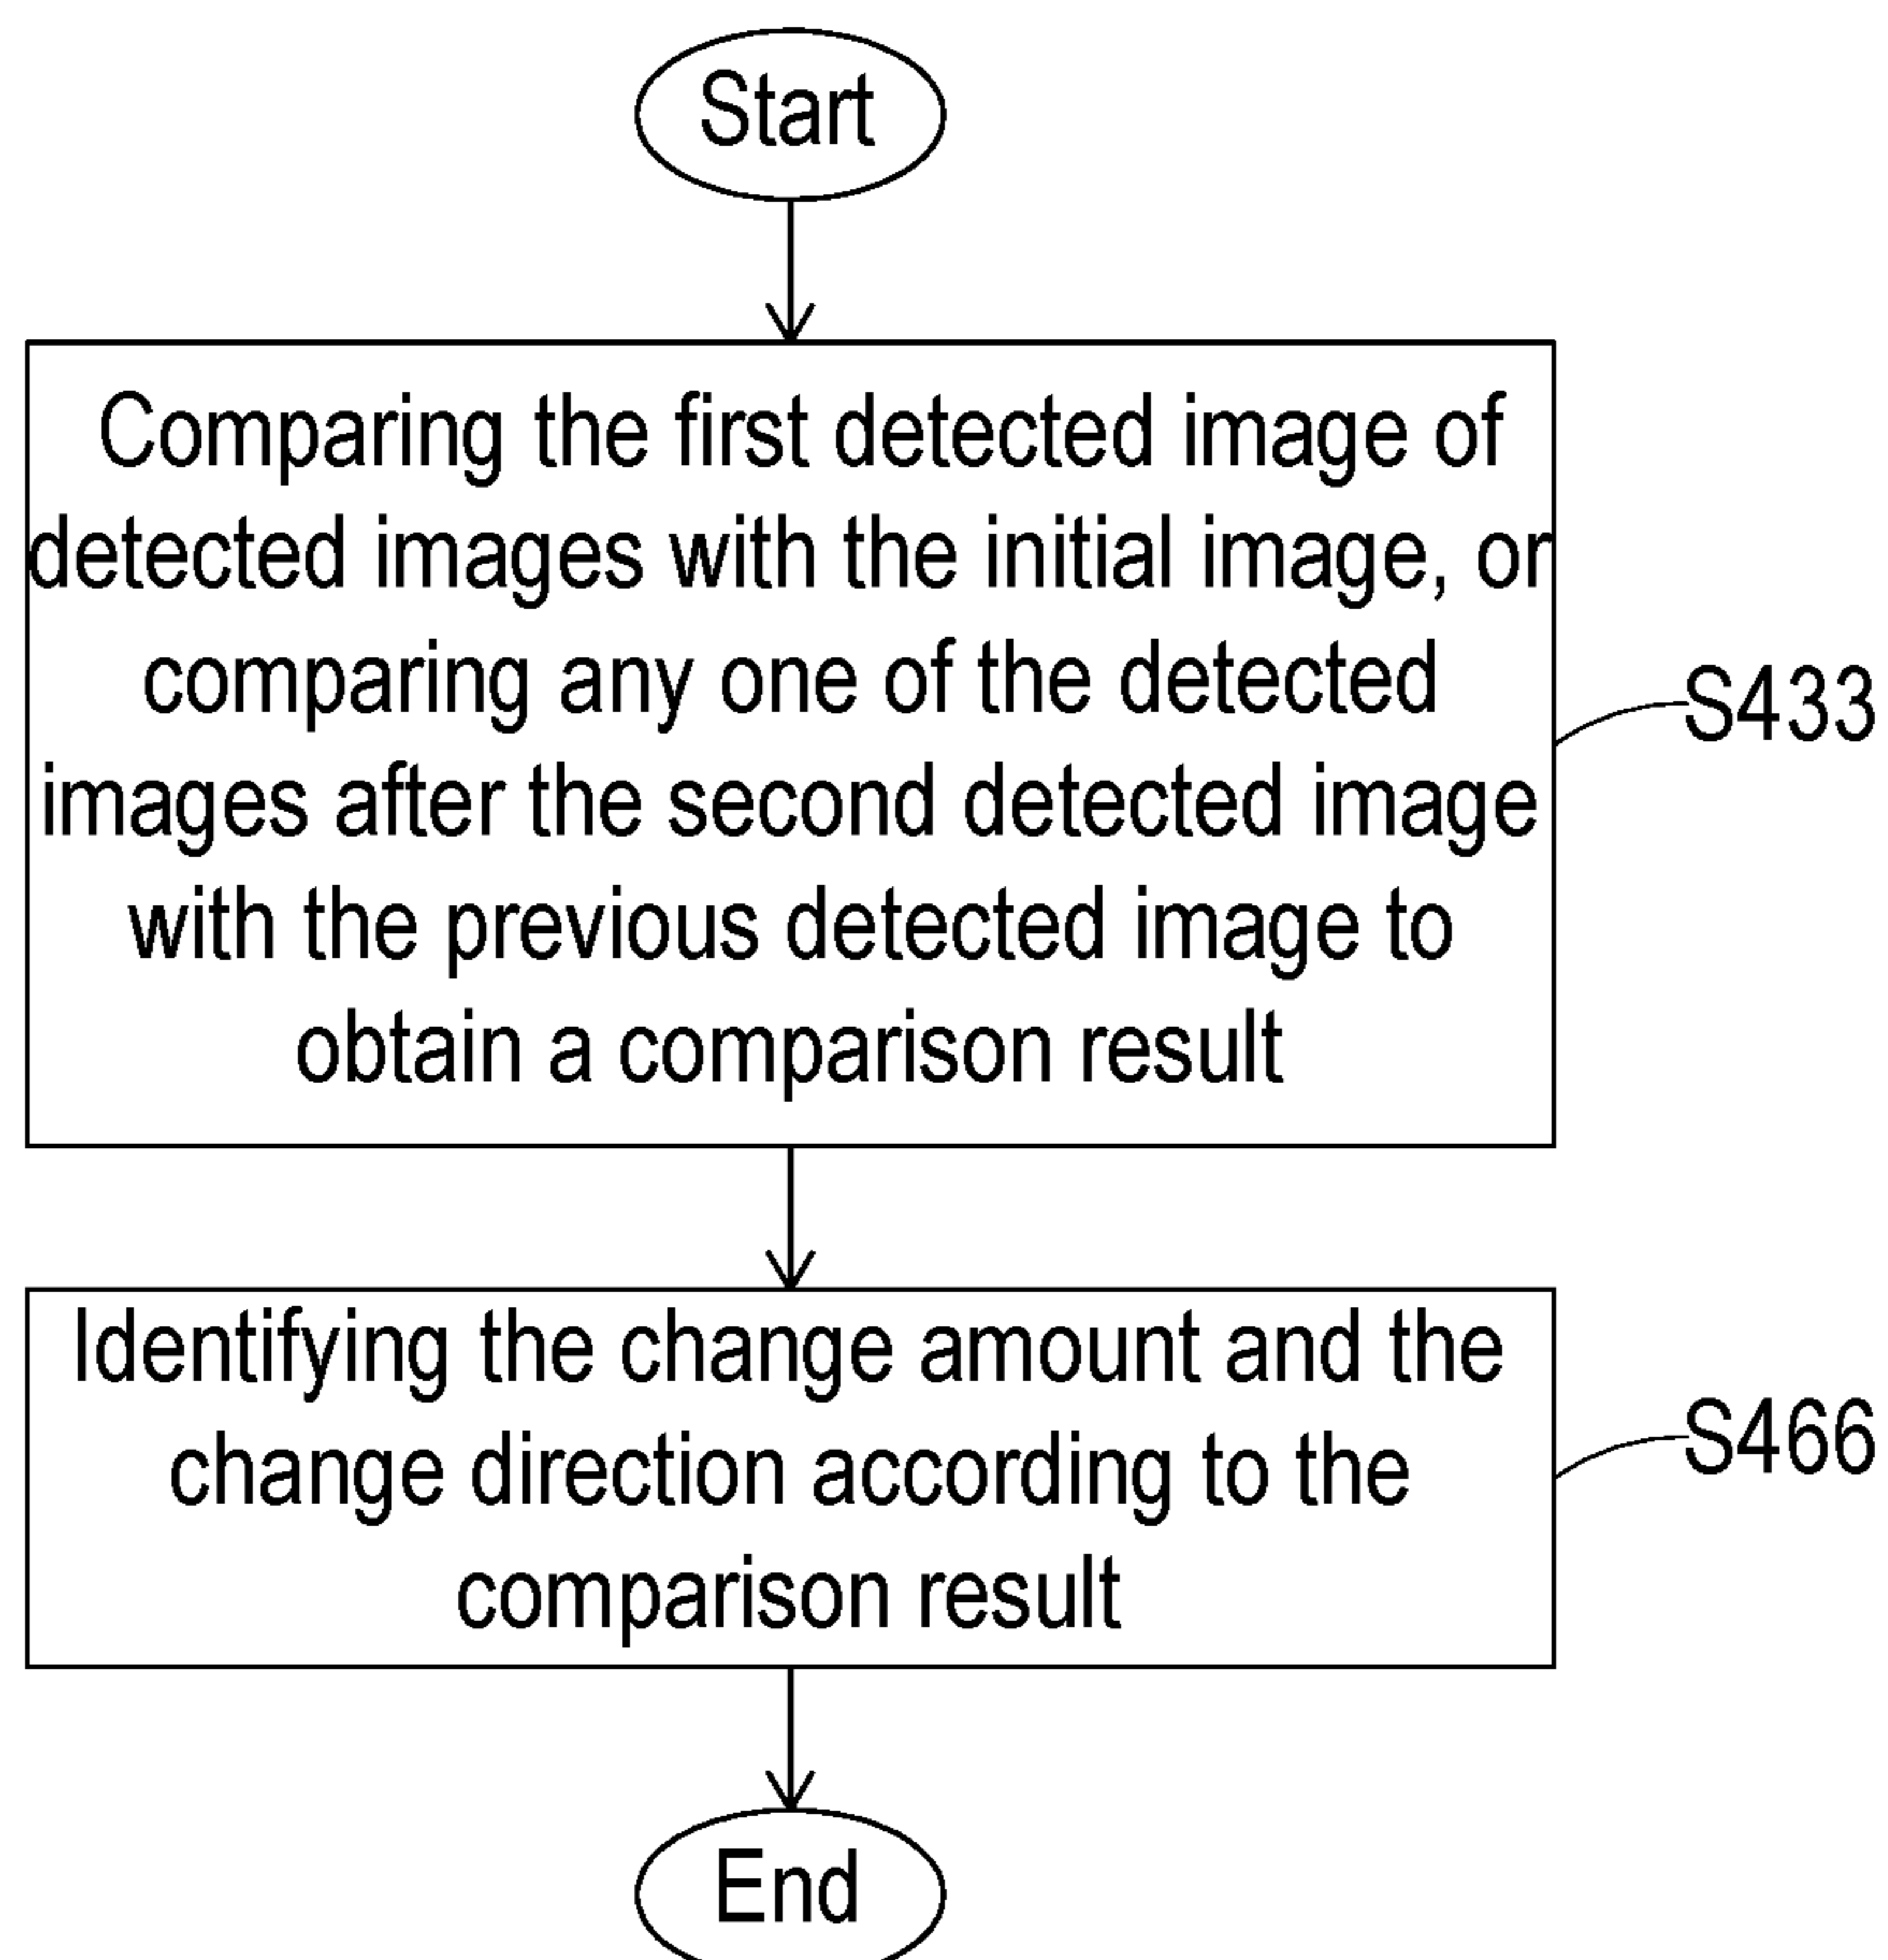 Start
Comparing the first detected image of
detected images with the initial image, or
comparing any one of the detected
images after the second detected image
with the previous detected image to
obtain a comparison result
S433
Identifying the change amount and the
change direction according to the
comparison result
S466
End